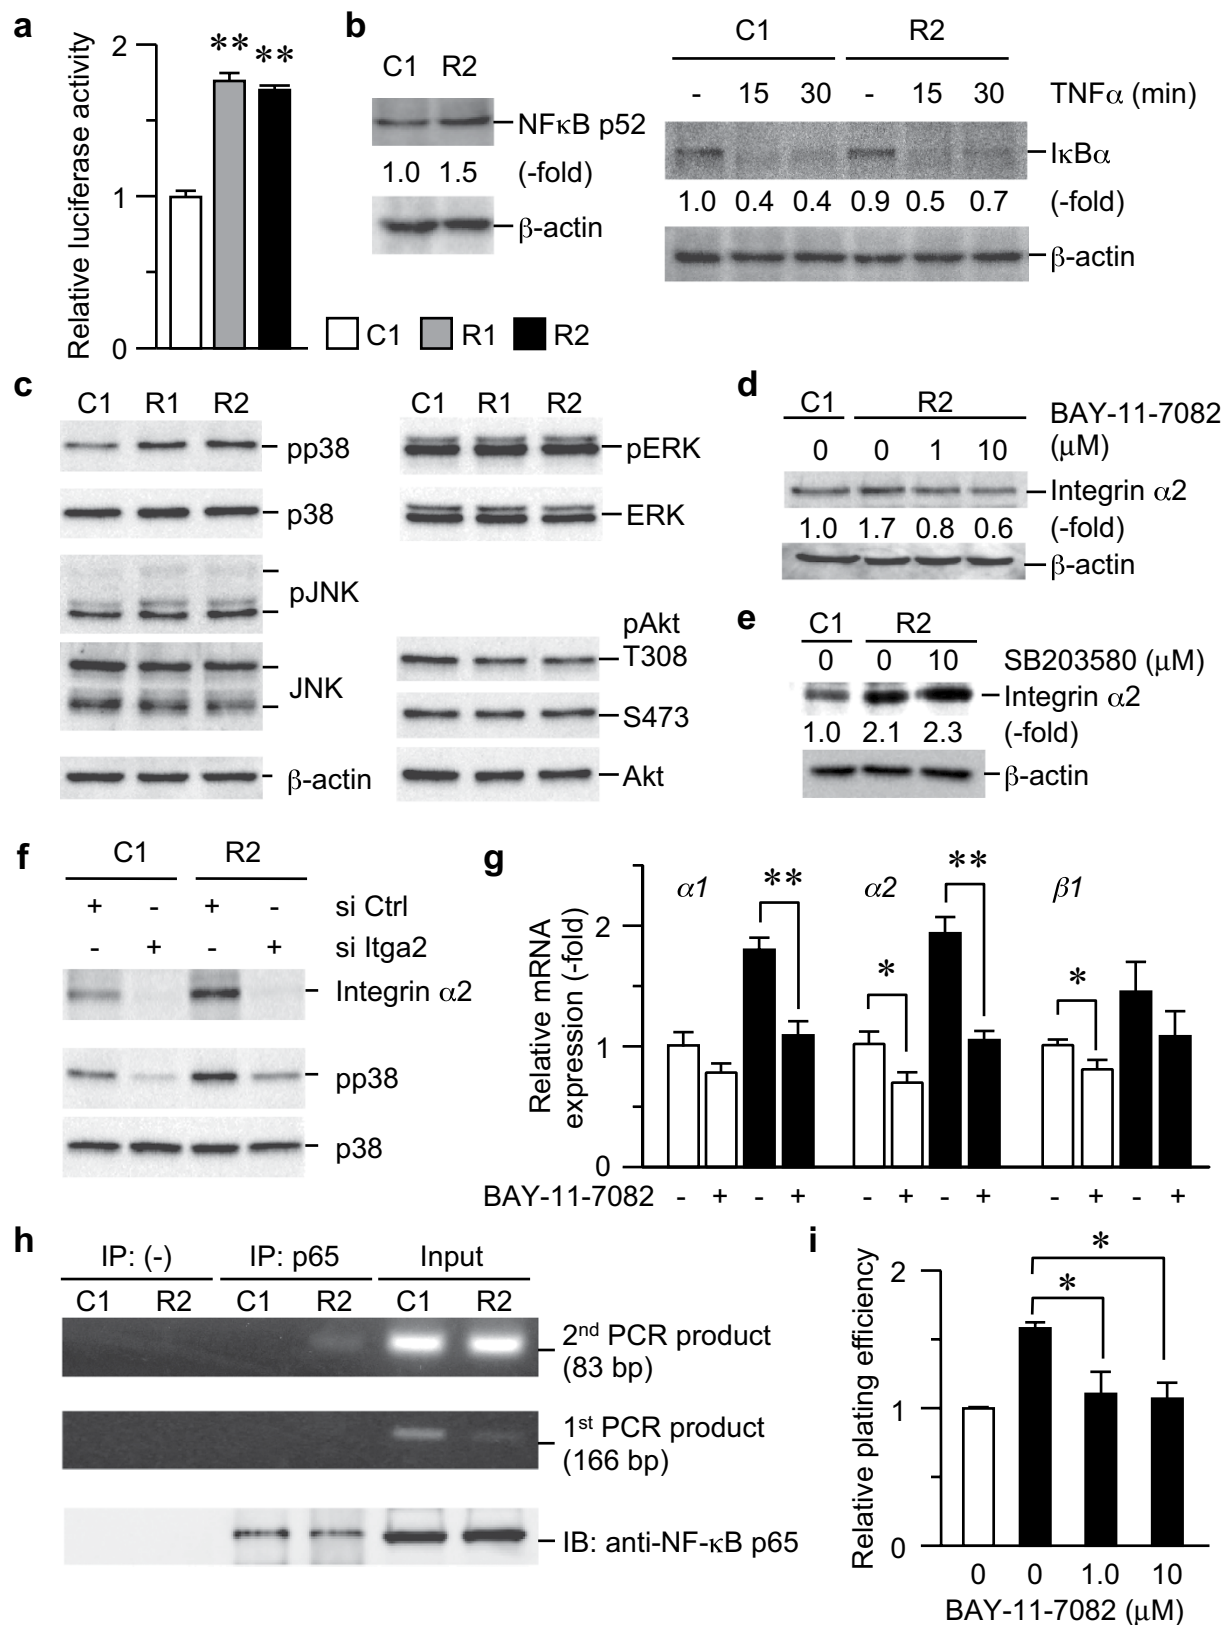 a
Relative luciferase activity
2
1
0
** **
C1 R1 R2
b
C1 R2
NFκB p52
1.0 1.5 (-fold)
β-actin
C1 R2
- 15 30 - 15 30 TNFα (min)
IκBα
1.0 0.4 0.4 0.9 0.5 0.7 (-fold)
β-actin
c
C1 R1 R2
pp38
p38
pJNK
JNK
β-actin
C1 R1 R2
pERK
ERK
pAkt
T308
S473
Akt
d
C1 R2 BAY-11-7082
0 0 1 10 (μM)
Integrin α2
1.0 1.7 0.8 0.6 (-fold)
β-actin
e
C1 R2
0 0 10 SB203580 (μM)
Integrin α2
1.0 2.1 2.3 (-fold)
β-actin
f
C1 R2
+ - + - si Ctrl
- + - + si Itga2
Integrin α2
pp38
p38
g
Relative mRNA
expression (-fold)
2
1
0
α1 ** α2 * ** β1 *
BAY-11-7082 - + - + - + - + - + - +
h
IP: (-) IP: p65 Input
C1 R2 C1 R2 C1 R2
2nd PCR product
(83 bp)
1st PCR product
(166 bp)
IB: anti-NF-κB p65
i
Relative plating efficiency
2
1
0
*
*
0 0 1.0 10
BAY-11-7082 (μM)